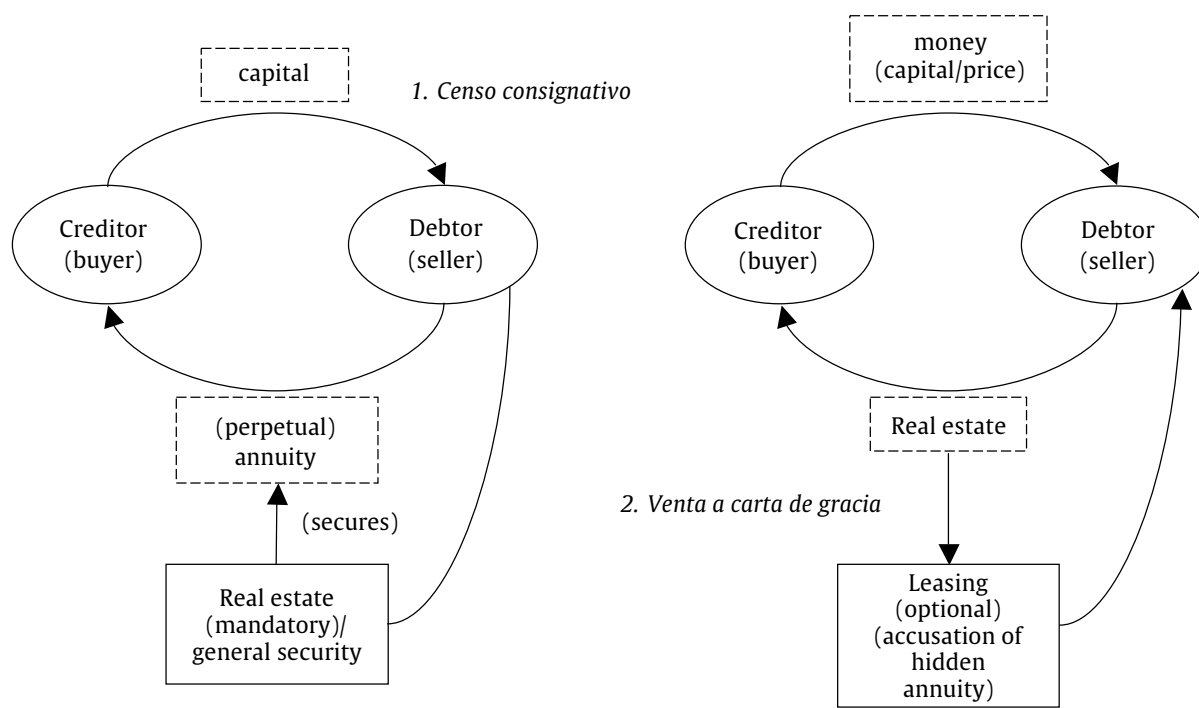 capital
1. Censo consignativo
Creditor
(buyer)
Debtor
(seller)
(perpetual)
annuity
(secures)
Real estate
(mandatory)/
general security
money
(capital/price)
Creditor
(buyer)
Debtor
(seller)
Real estate
2. Venta a carta de gracia
Leasing
(optional)
(accusation of
hidden
annuity)